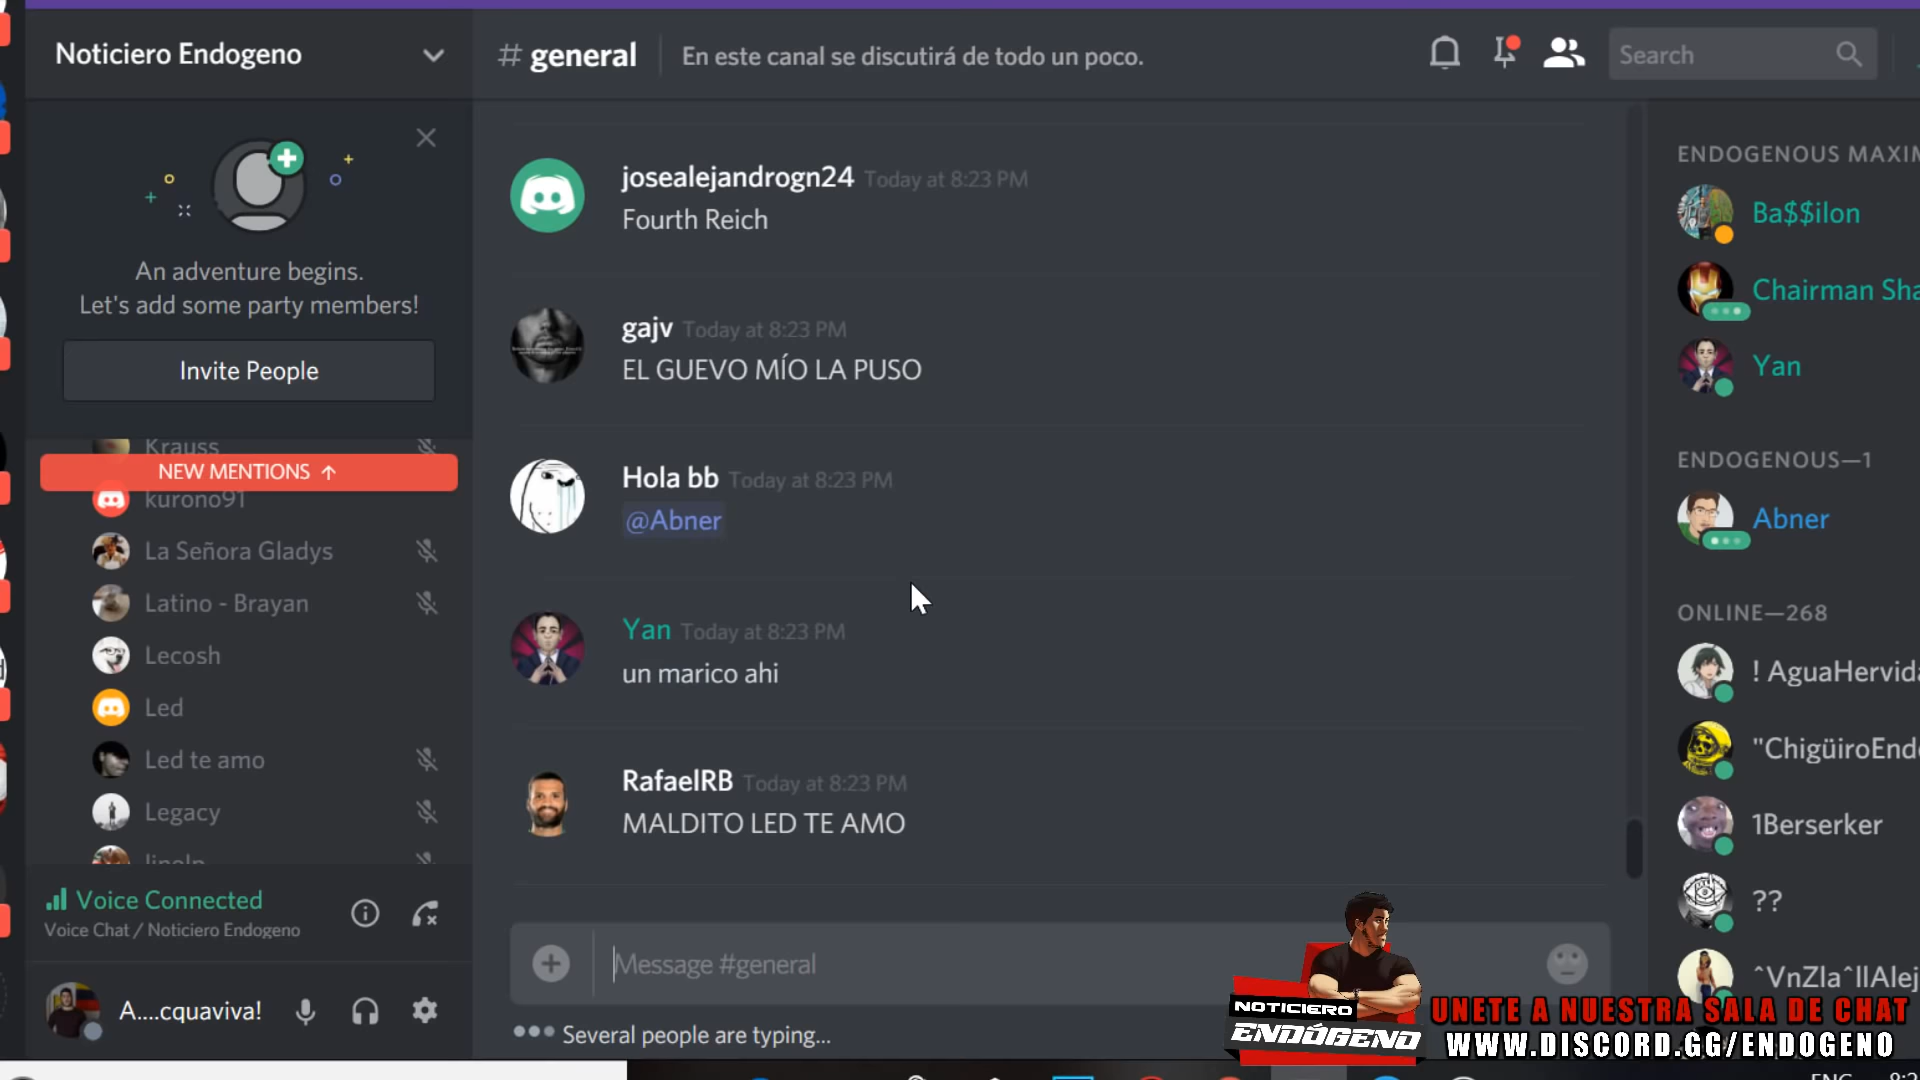 Noticiero Endogeno
# general
En este canal se discutirá de todo un poco.
Search
An adventure begins.
Let's add some party members!
Invite People
Krauss
NEW MENTIONS ↑
kurono91
La Señora Gladys
Latino - Brayan
Lecosh
Led
Led te amo
Legacy
Voice Connected
Voice Chat / Noticiero Endogeno
A....cquaviva!
josealejandrogn24 Today at 8:23 PM
Fourth Reich
gajv Today at 8:23 PM
EL GUEVO MÍO LA PUSO
Hola bb Today at 8:23 PM
@Abner
Yan Today at 8:23 PM
un marico ahi
RafaelRB Today at 8:23 PM
MALDITO LED TE AMO
Message #general
Several people are typing...
ENDOGENOUS MAXIM
Ba$$ilon
Chairman Sha
Yan
ENDOGENOUS—1
Abner
ONLINE—268
! AguaHervida
"ChigüiroEndo
1Berserker
??
^VnZla^llAlej
NOTICIERO
ENDÓGENO
UNETE A NUESTRA SALA DE CHAT
WWW.DISCORD.GG/ENDOGENO